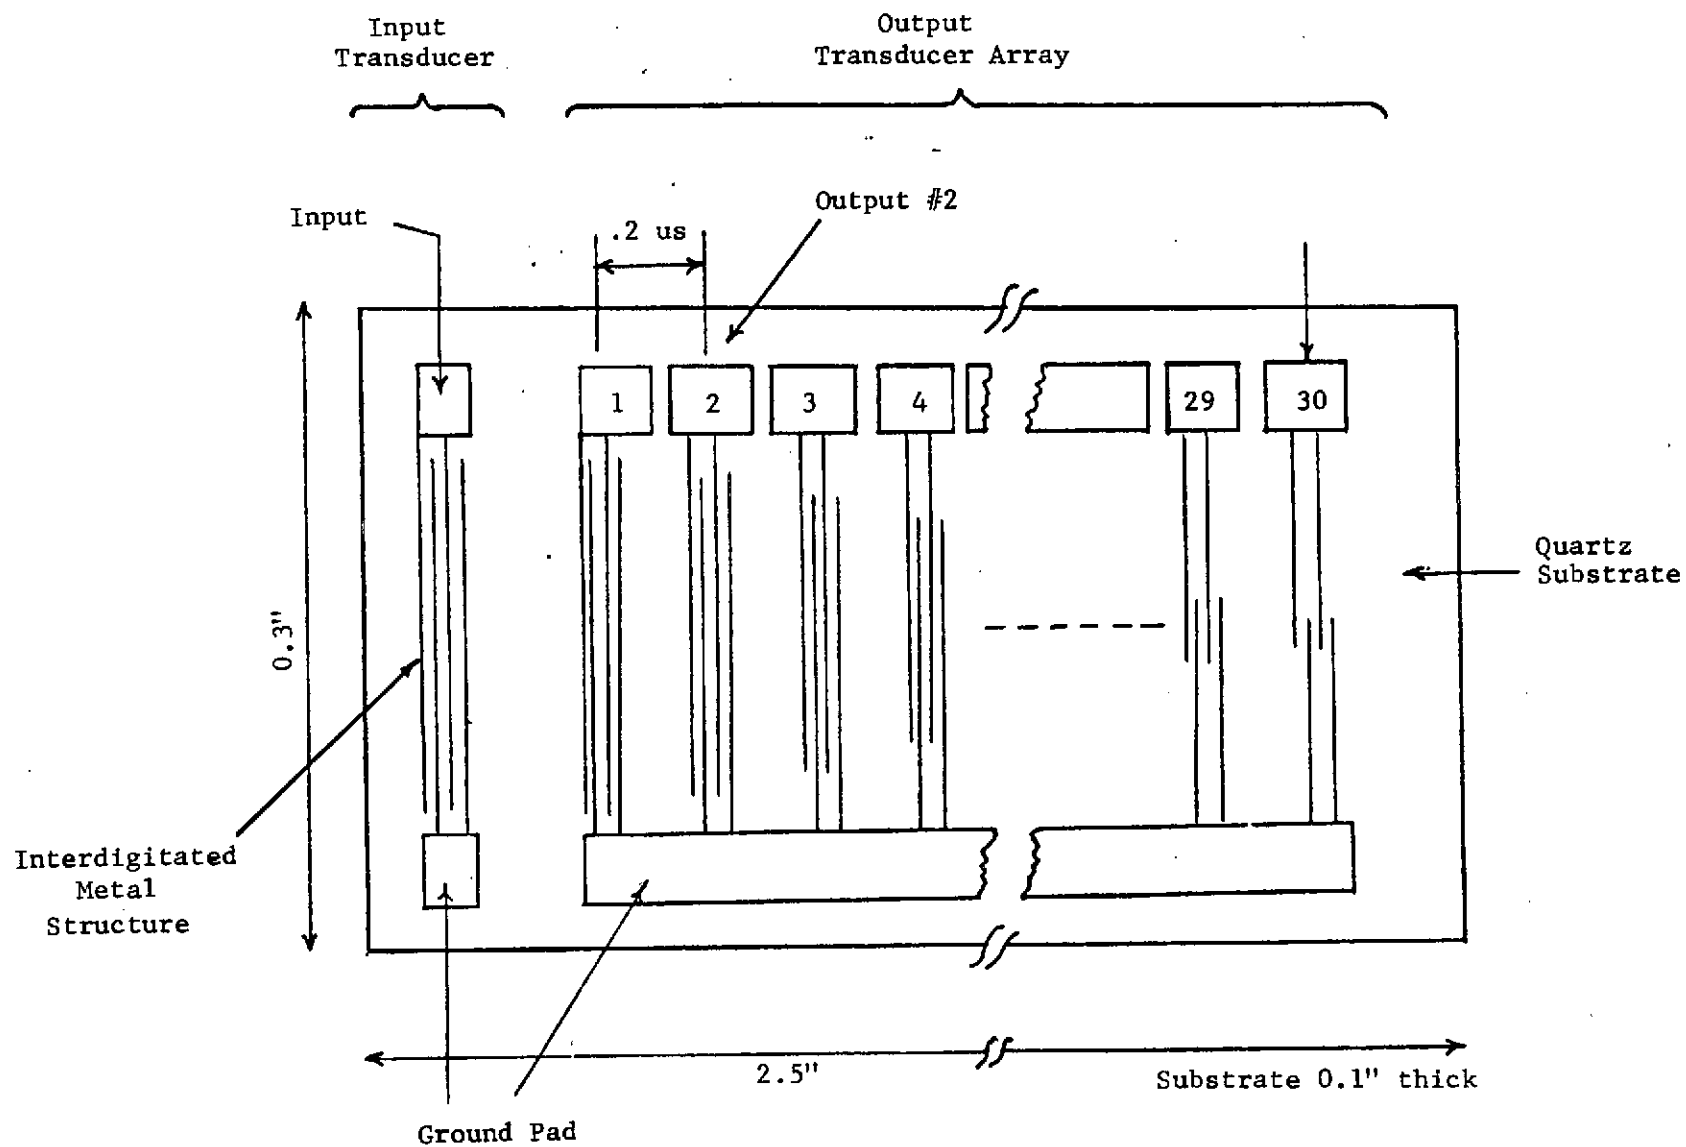 Input
Transducer
Output
Transducer Array
Input
.2 us
Output #2
1
2
3
4
29
30
0.3"
Quartz
Substrate
Interdigitated
Metal
Structure
2.5"
Substrate 0.1" thick
Ground Pad